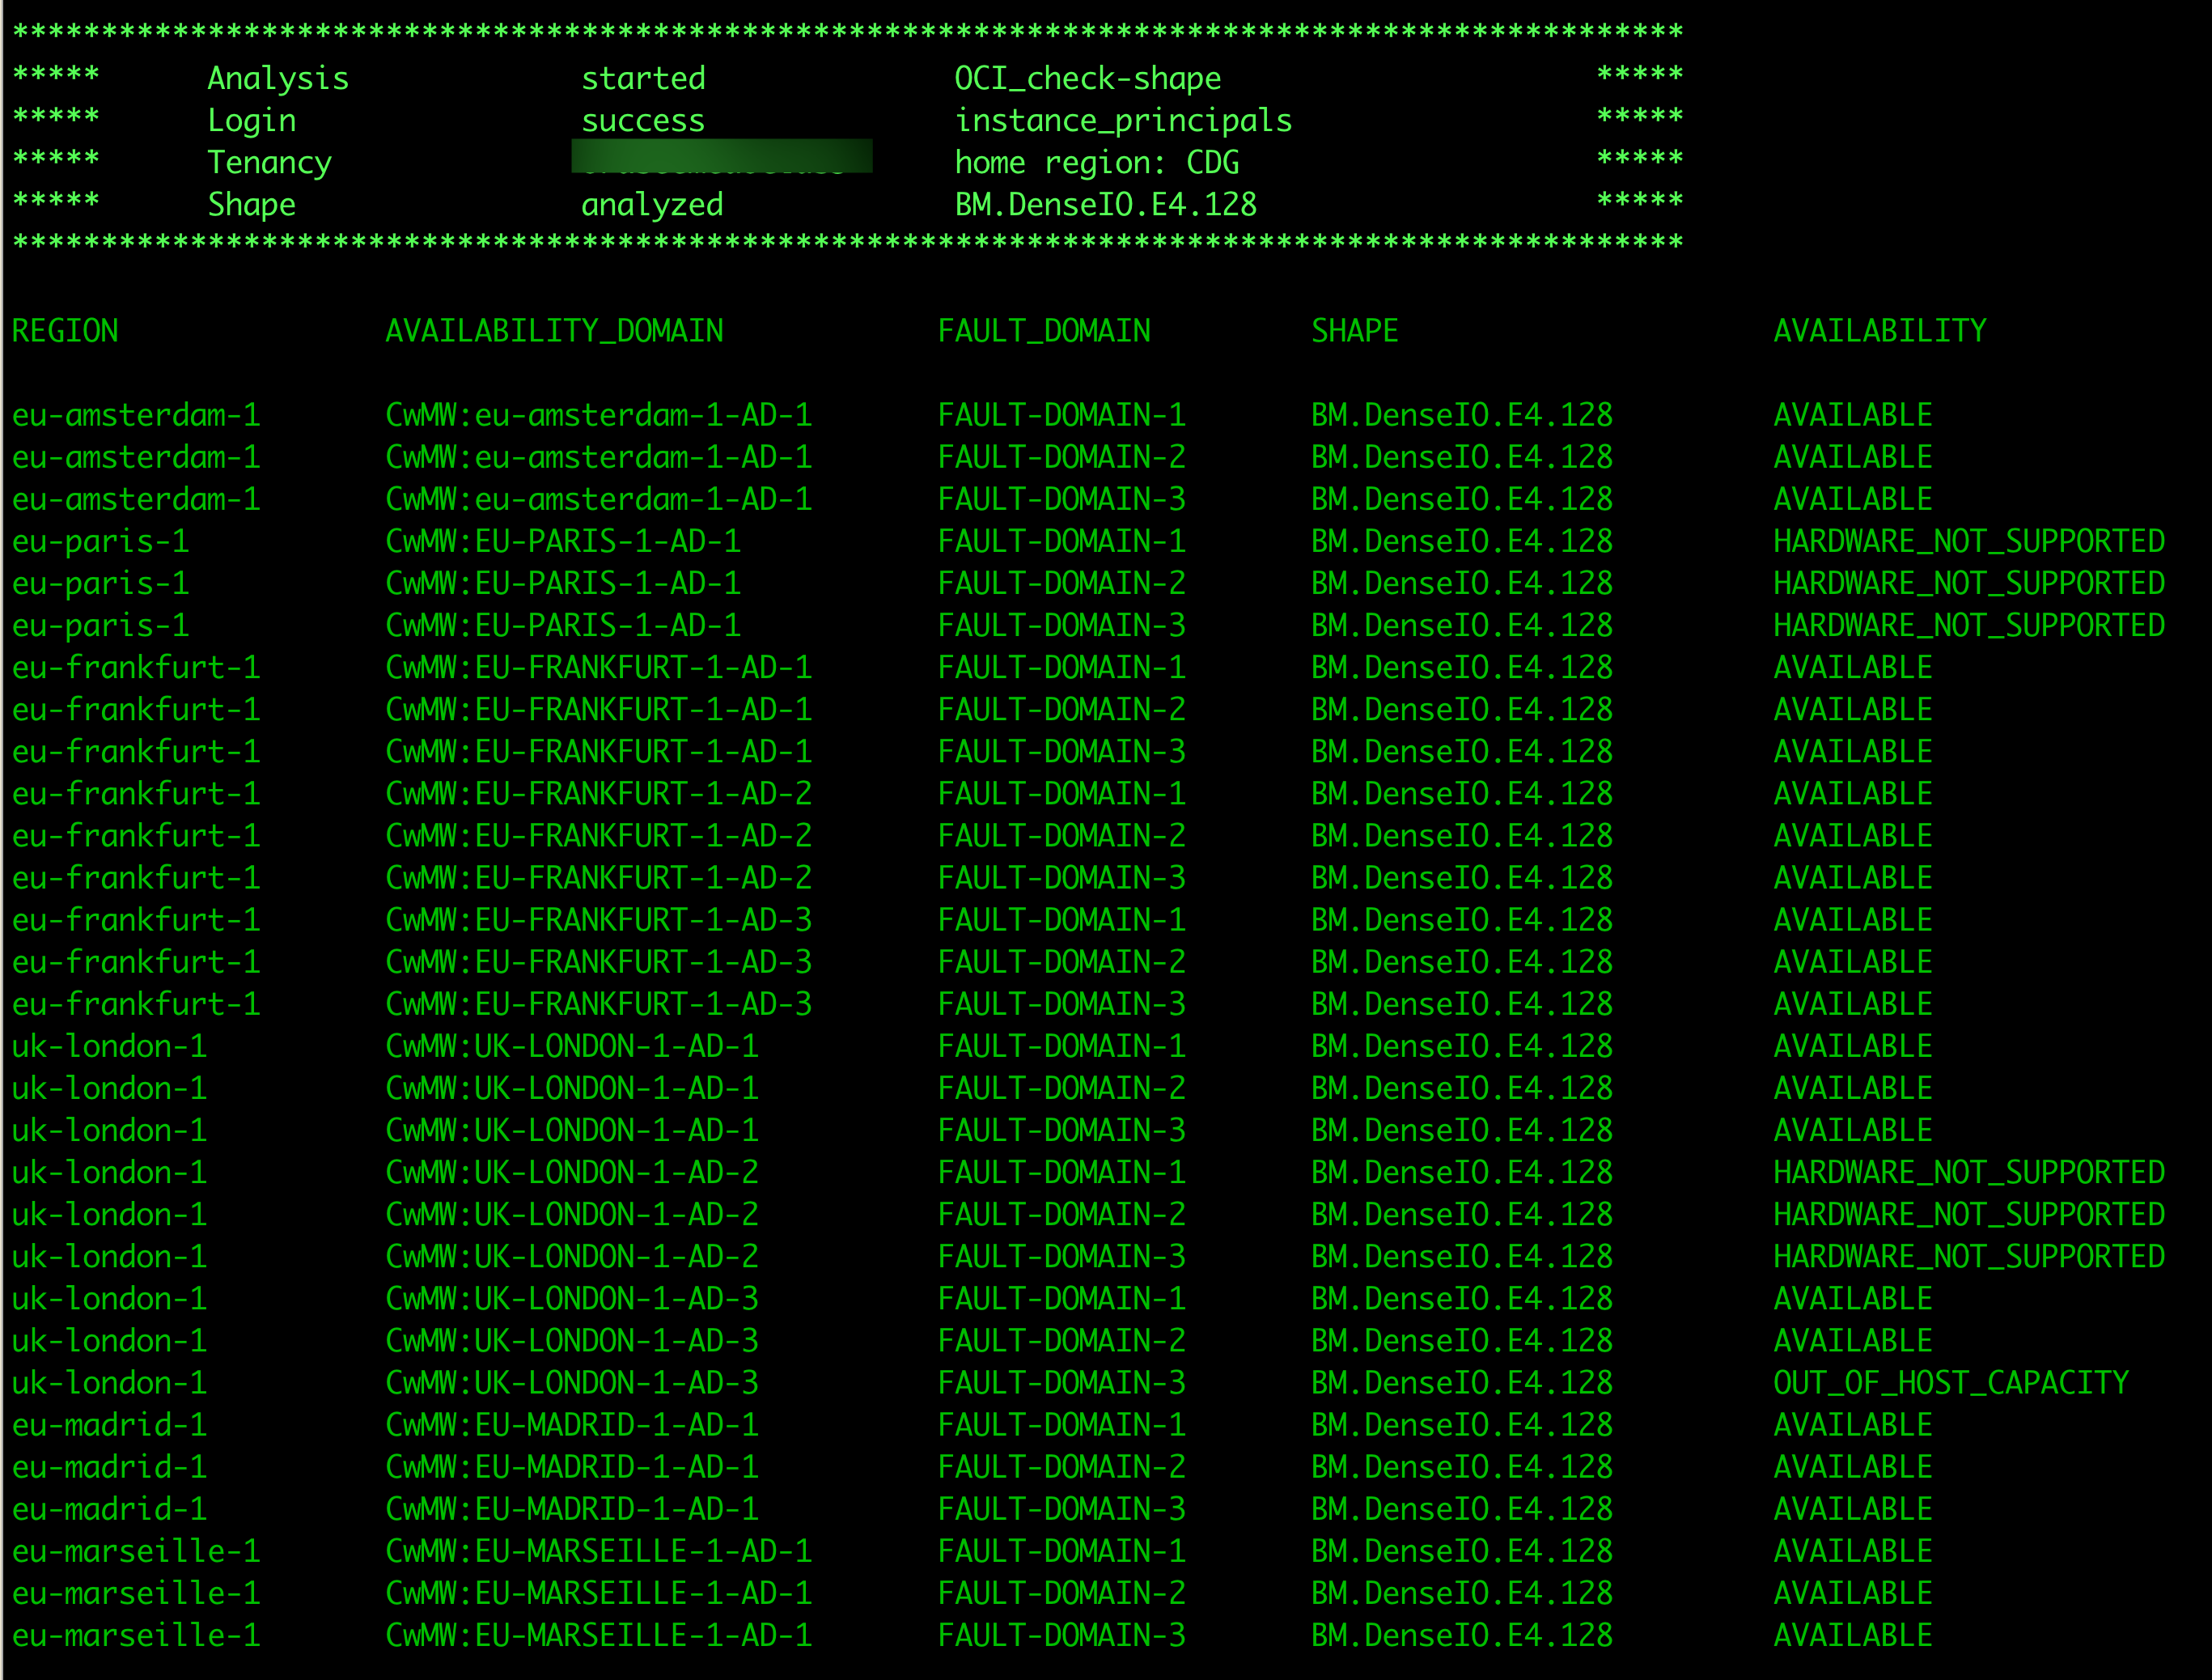 **********************************************************************************************
***** Analysis started OCI_check-shape *****
***** Login success instance_principals *****
***** Tenancy home region: CDG *****
***** Shape analyzed BM.DenseIO.E4.128 *****
**********************************************************************************************
REGION AVAILABILITY_DOMAIN FAULT_DOMAIN SHAPE AVAILABILITY
eu-amsterdam-1 CwMW:eu-amsterdam-1-AD-1 FAULT-DOMAIN-1 BM.DenseIO.E4.128 AVAILABLE
eu-amsterdam-1 CwMW:eu-amsterdam-1-AD-1 FAULT-DOMAIN-2 BM.DenseIO.E4.128 AVAILABLE
eu-amsterdam-1 CwMW:eu-amsterdam-1-AD-1 FAULT-DOMAIN-3 BM.DenseIO.E4.128 AVAILABLE
eu-paris-1 CwMW:EU-PARIS-1-AD-1 FAULT-DOMAIN-1 BM.DenseIO.E4.128 HARDWARE_NOT_SUPPORTED
eu-paris-1 CwMW:EU-PARIS-1-AD-1 FAULT-DOMAIN-2 BM.DenseIO.E4.128 HARDWARE_NOT_SUPPORTED
eu-paris-1 CwMW:EU-PARIS-1-AD-1 FAULT-DOMAIN-3 BM.DenseIO.E4.128 HARDWARE_NOT_SUPPORTED
eu-frankfurt-1 CwMW:EU-FRANKFURT-1-AD-1 FAULT-DOMAIN-1 BM.DenseIO.E4.128 AVAILABLE
eu-frankfurt-1 CwMW:EU-FRANKFURT-1-AD-1 FAULT-DOMAIN-2 BM.DenseIO.E4.128 AVAILABLE
eu-frankfurt-1 CwMW:EU-FRANKFURT-1-AD-1 FAULT-DOMAIN-3 BM.DenseIO.E4.128 AVAILABLE
eu-frankfurt-1 CwMW:EU-FRANKFURT-1-AD-2 FAULT-DOMAIN-1 BM.DenseIO.E4.128 AVAILABLE
eu-frankfurt-1 CwMW:EU-FRANKFURT-1-AD-2 FAULT-DOMAIN-2 BM.DenseIO.E4.128 AVAILABLE
eu-frankfurt-1 CwMW:EU-FRANKFURT-1-AD-2 FAULT-DOMAIN-3 BM.DenseIO.E4.128 AVAILABLE
eu-frankfurt-1 CwMW:EU-FRANKFURT-1-AD-3 FAULT-DOMAIN-1 BM.DenseIO.E4.128 AVAILABLE
eu-frankfurt-1 CwMW:EU-FRANKFURT-1-AD-3 FAULT-DOMAIN-2 BM.DenseIO.E4.128 AVAILABLE
eu-frankfurt-1 CwMW:EU-FRANKFURT-1-AD-3 FAULT-DOMAIN-3 BM.DenseIO.E4.128 AVAILABLE
uk-london-1 CwMW:UK-LONDON-1-AD-1 FAULT-DOMAIN-1 BM.DenseIO.E4.128 AVAILABLE
uk-london-1 CwMW:UK-LONDON-1-AD-1 FAULT-DOMAIN-2 BM.DenseIO.E4.128 AVAILABLE
uk-london-1 CwMW:UK-LONDON-1-AD-1 FAULT-DOMAIN-3 BM.DenseIO.E4.128 AVAILABLE
uk-london-1 CwMW:UK-LONDON-1-AD-2 FAULT-DOMAIN-1 BM.DenseIO.E4.128 HARDWARE_NOT_SUPPORTED
uk-london-1 CwMW:UK-LONDON-1-AD-2 FAULT-DOMAIN-2 BM.DenseIO.E4.128 HARDWARE_NOT_SUPPORTED
uk-london-1 CwMW:UK-LONDON-1-AD-2 FAULT-DOMAIN-3 BM.DenseIO.E4.128 HARDWARE_NOT_SUPPORTED
uk-london-1 CwMW:UK-LONDON-1-AD-3 FAULT-DOMAIN-1 BM.DenseIO.E4.128 AVAILABLE
uk-london-1 CwMW:UK-LONDON-1-AD-3 FAULT-DOMAIN-2 BM.DenseIO.E4.128 AVAILABLE
uk-london-1 CwMW:UK-LONDON-1-AD-3 FAULT-DOMAIN-3 BM.DenseIO.E4.128 OUT_OF_HOST_CAPACITY
eu-madrid-1 CwMW:EU-MADRID-1-AD-1 FAULT-DOMAIN-1 BM.DenseIO.E4.128 AVAILABLE
eu-madrid-1 CwMW:EU-MADRID-1-AD-1 FAULT-DOMAIN-2 BM.DenseIO.E4.128 AVAILABLE
eu-madrid-1 CwMW:EU-MADRID-1-AD-1 FAULT-DOMAIN-3 BM.DenseIO.E4.128 AVAILABLE
eu-marseille-1 CwMW:EU-MARSEILLE-1-AD-1 FAULT-DOMAIN-1 BM.DenseIO.E4.128 AVAILABLE
eu-marseille-1 CwMW:EU-MARSEILLE-1-AD-1 FAULT-DOMAIN-2 BM.DenseIO.E4.128 AVAILABLE
eu-marseille-1 CwMW:EU-MARSEILLE-1-AD-1 FAULT-DOMAIN-3 BM.DenseIO.E4.128 AVAILABLE